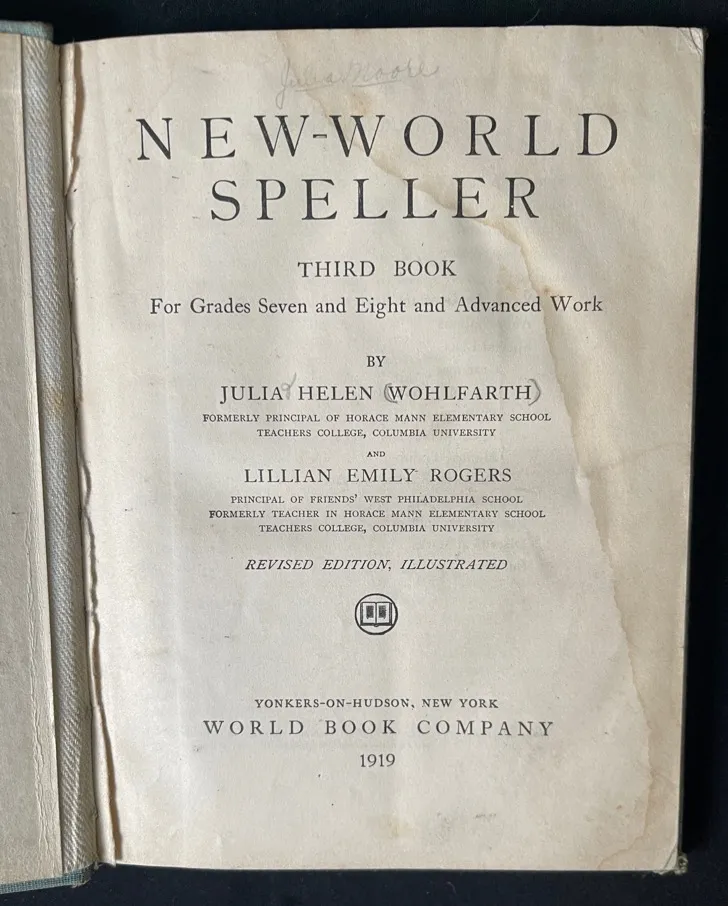 Julia Moore
NEW-WORLD
SPELLER
THIRD BOOK
For Grades Seven and Eight and Advanced Work
BY
JULIA HELEN (WOHLFARTH)
FORMERLY PRINCIPAL OF HORACE MANN ELEMENTARY SCHOOL
TEACHERS COLLEGE, COLUMBIA UNIVERSITY
AND
LILLIAN EMILY ROGERS
PRINCIPAL OF FRIENDS' WEST PHILADELPHIA SCHOOL
FORMERLY TEACHER IN HORACE MANN ELEMENTARY SCHOOL
TEACHERS COLLEGE, COLUMBIA UNIVERSITY
REVISED EDITION, ILLUSTRATED
YONKERS-ON-HUDSON, NEW YORK
WORLD BOOK COMPANY
1919